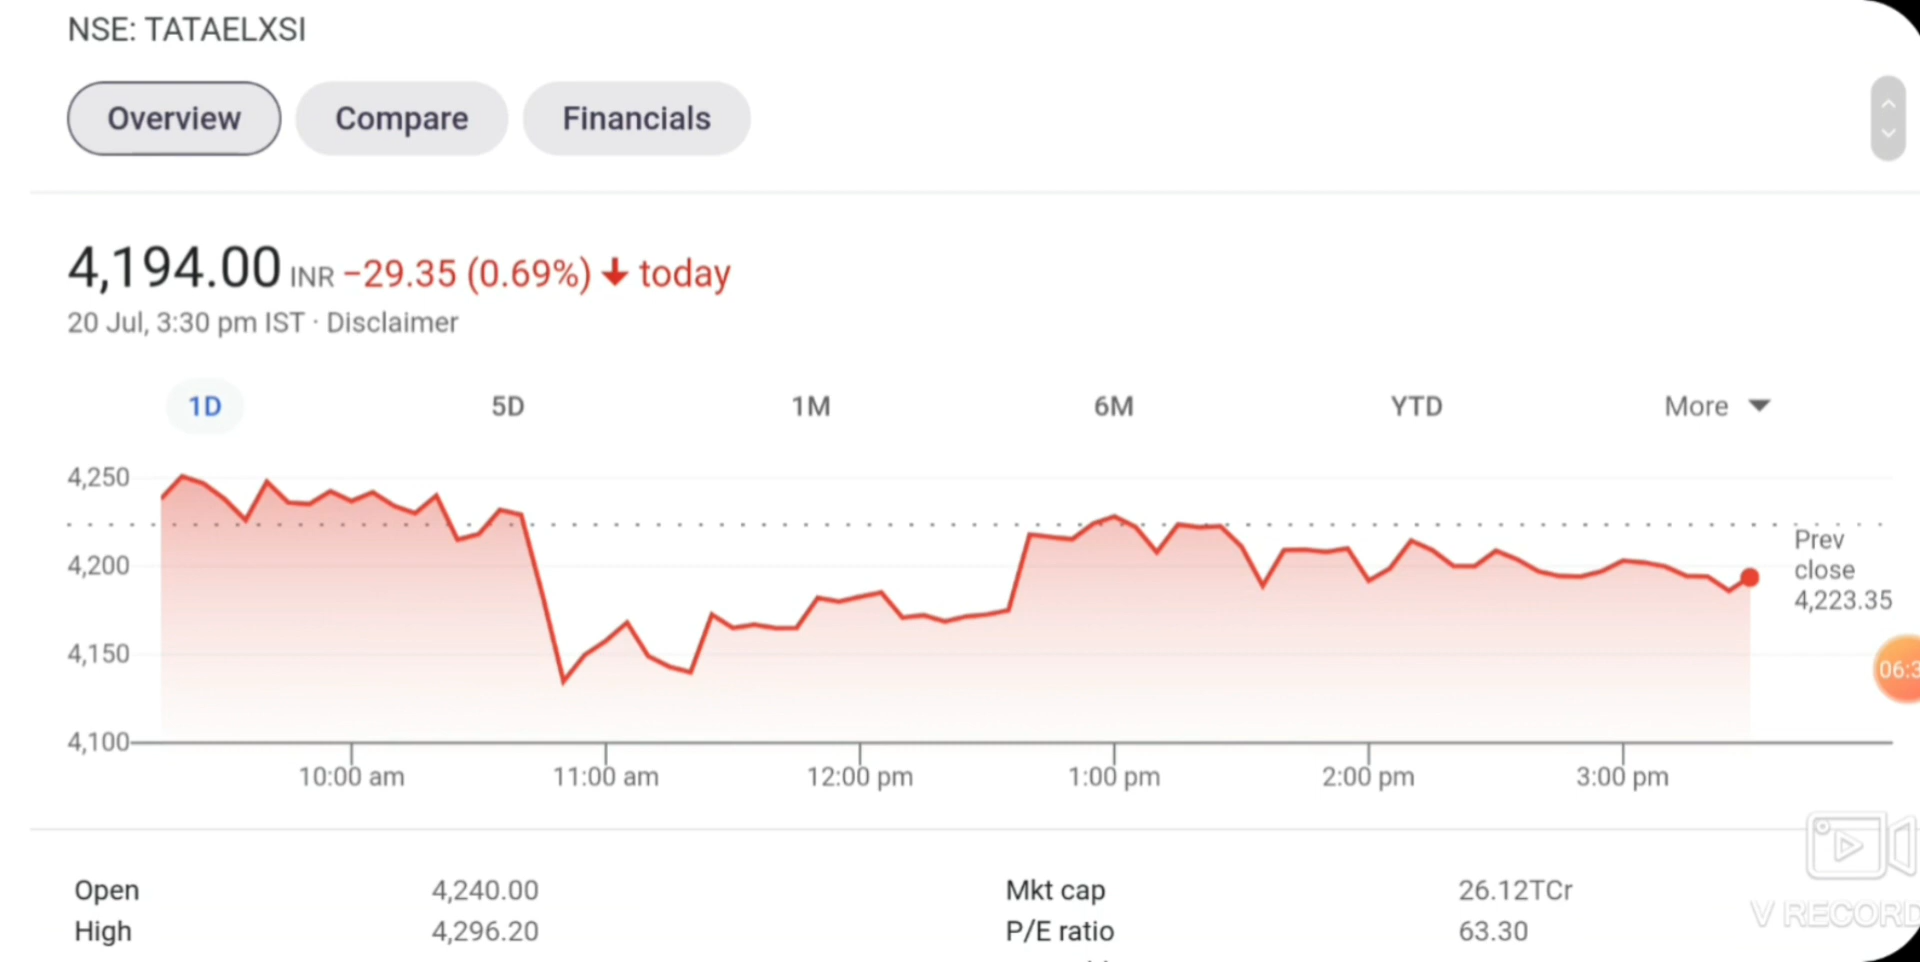 NSE: TATAELXSI
Overview Compare Financials
4,194.00 INR −29.35 (0.69%) ↓ today
20 Jul, 3:30 pm IST · Disclaimer
1D 5D 1M 6M YTD More
4,250
4,200
4,150
4,100
Prev
close
4,223.35
06:3
10:00 am 11:00 am 12:00 pm 1:00 pm 2:00 pm 3:00 pm
Open 4,240.00 Mkt cap 26.12TCr
High 4,296.20 P/E ratio 63.30
V RECORD